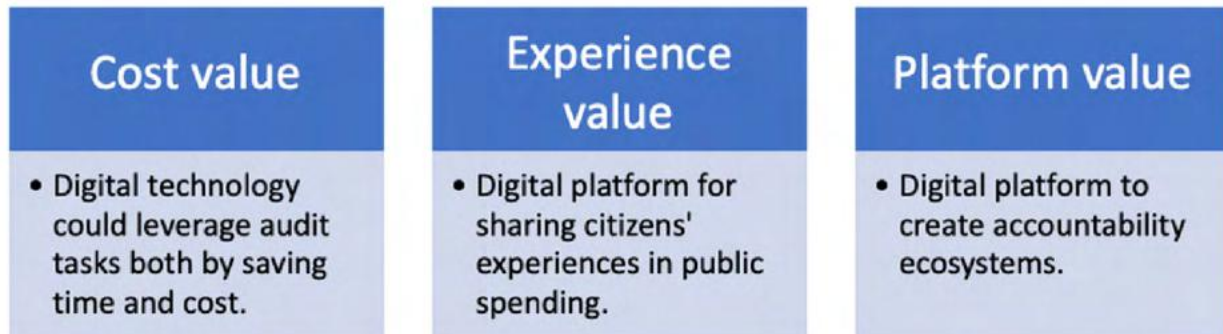 Cost value
• Digital technology
could leverage audit
tasks both by saving
time and cost.
Experience
value
• Digital platform for
sharing citizens'
experiences in public
spending.
Platform value
• Digital platform to
create accountability
ecosystems.